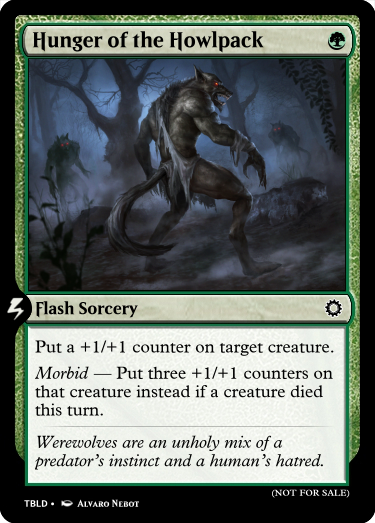 Hunger of the Howlpack
Flash Sorcery
Put a +1/+1 counter on target creature.
Morbid — Put three +1/+1 counters on
that creature instead if a creature died
this turn.
Werewolves are an unholy mix of a
predator's instinct and a human's hatred.
(NOT FOR SALE)
TBLD • Alvaro Nebot